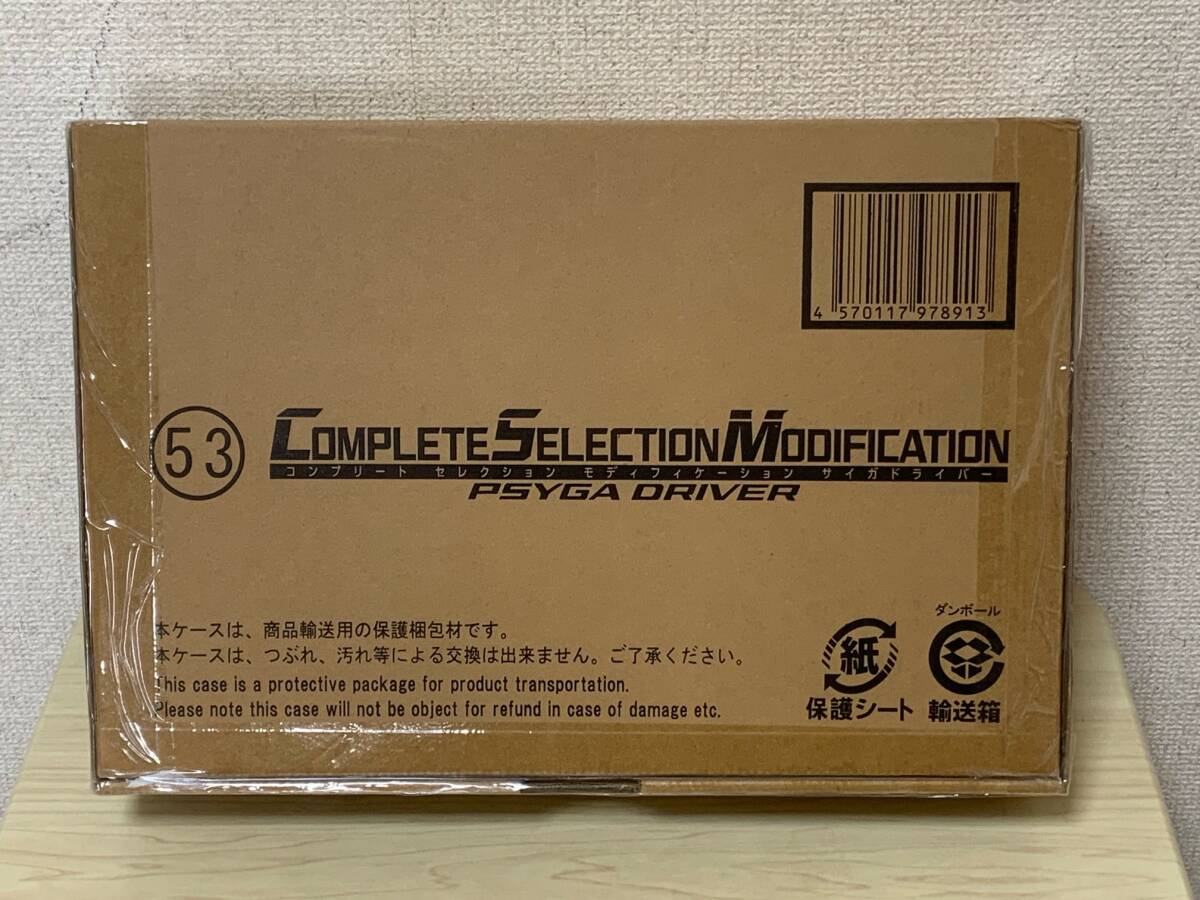 4 570117 978913
53
COMPLETE SELECTION MODIFICATION
コンプリート セレクション モディフィケーション サイガドライバー
PSYGA DRIVER
本ケースは、商品輸送用の保護梱包材です。
本ケースは、つぶれ、汚れ等による交換は出来ません。ご了承ください。
This case is a protective package for product transportation.
Please note this case will not be object for refund in case of damage etc.
紙
保護シート
ダンボール
輸送箱